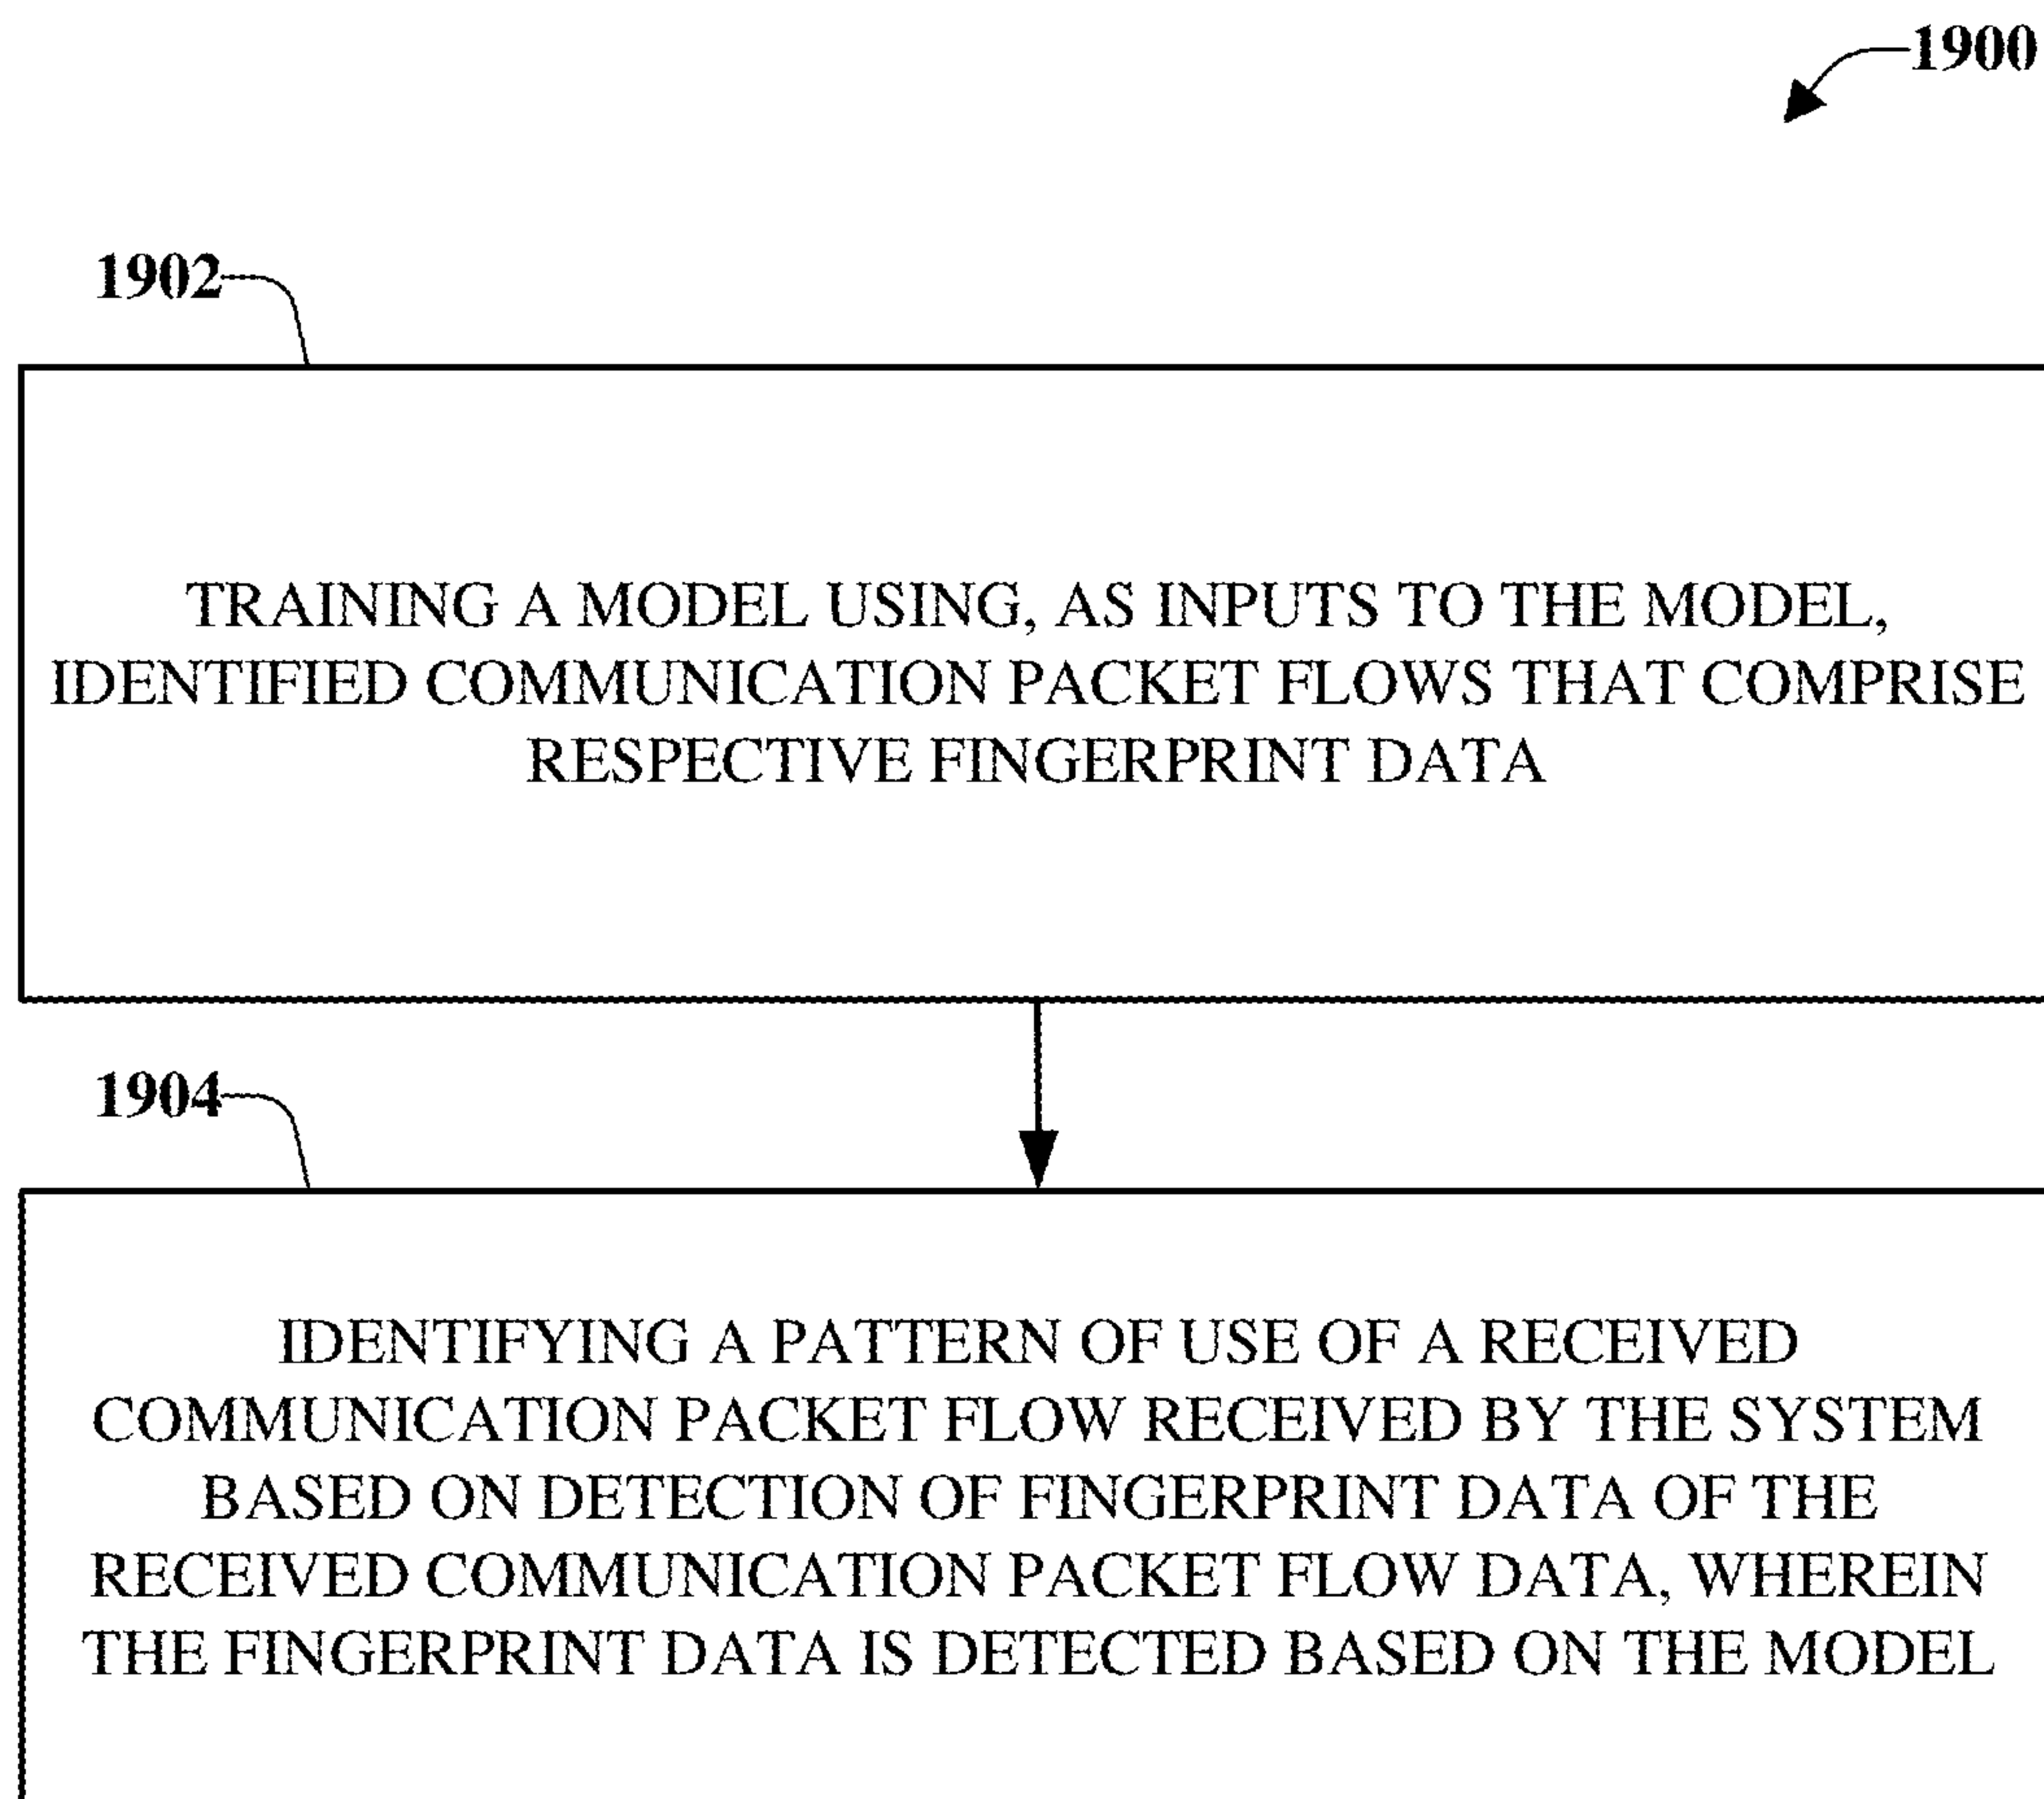 1900
1902
TRAINING A MODEL USING, AS INPUTS TO THE MODEL,
IDENTIFIED COMMUNICATION PACKET FLOWS THAT COMPRISE
RESPECTIVE FINGERPRINT DATA
1904
IDENTIFYING A PATTERN OF USE OF A RECEIVED
COMMUNICATION PACKET FLOW RECEIVED BY THE SYSTEM
BASED ON DETECTION OF FINGERPRINT DATA OF THE
RECEIVED COMMUNICATION PACKET FLOW DATA, WHEREIN
THE FINGERPRINT DATA IS DETECTED BASED ON THE MODEL